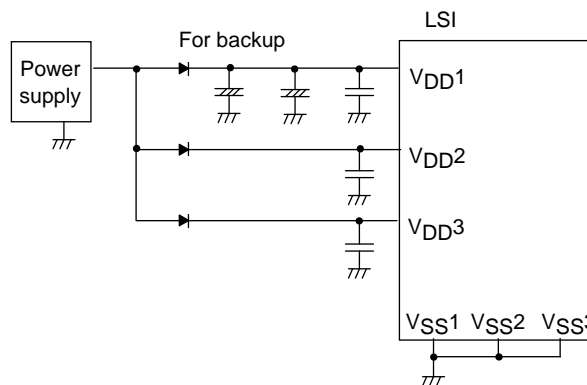 LSI
For backup
Power
supply
VDD1
VDD2
VDD3
VSS1 VSS2 VSS3